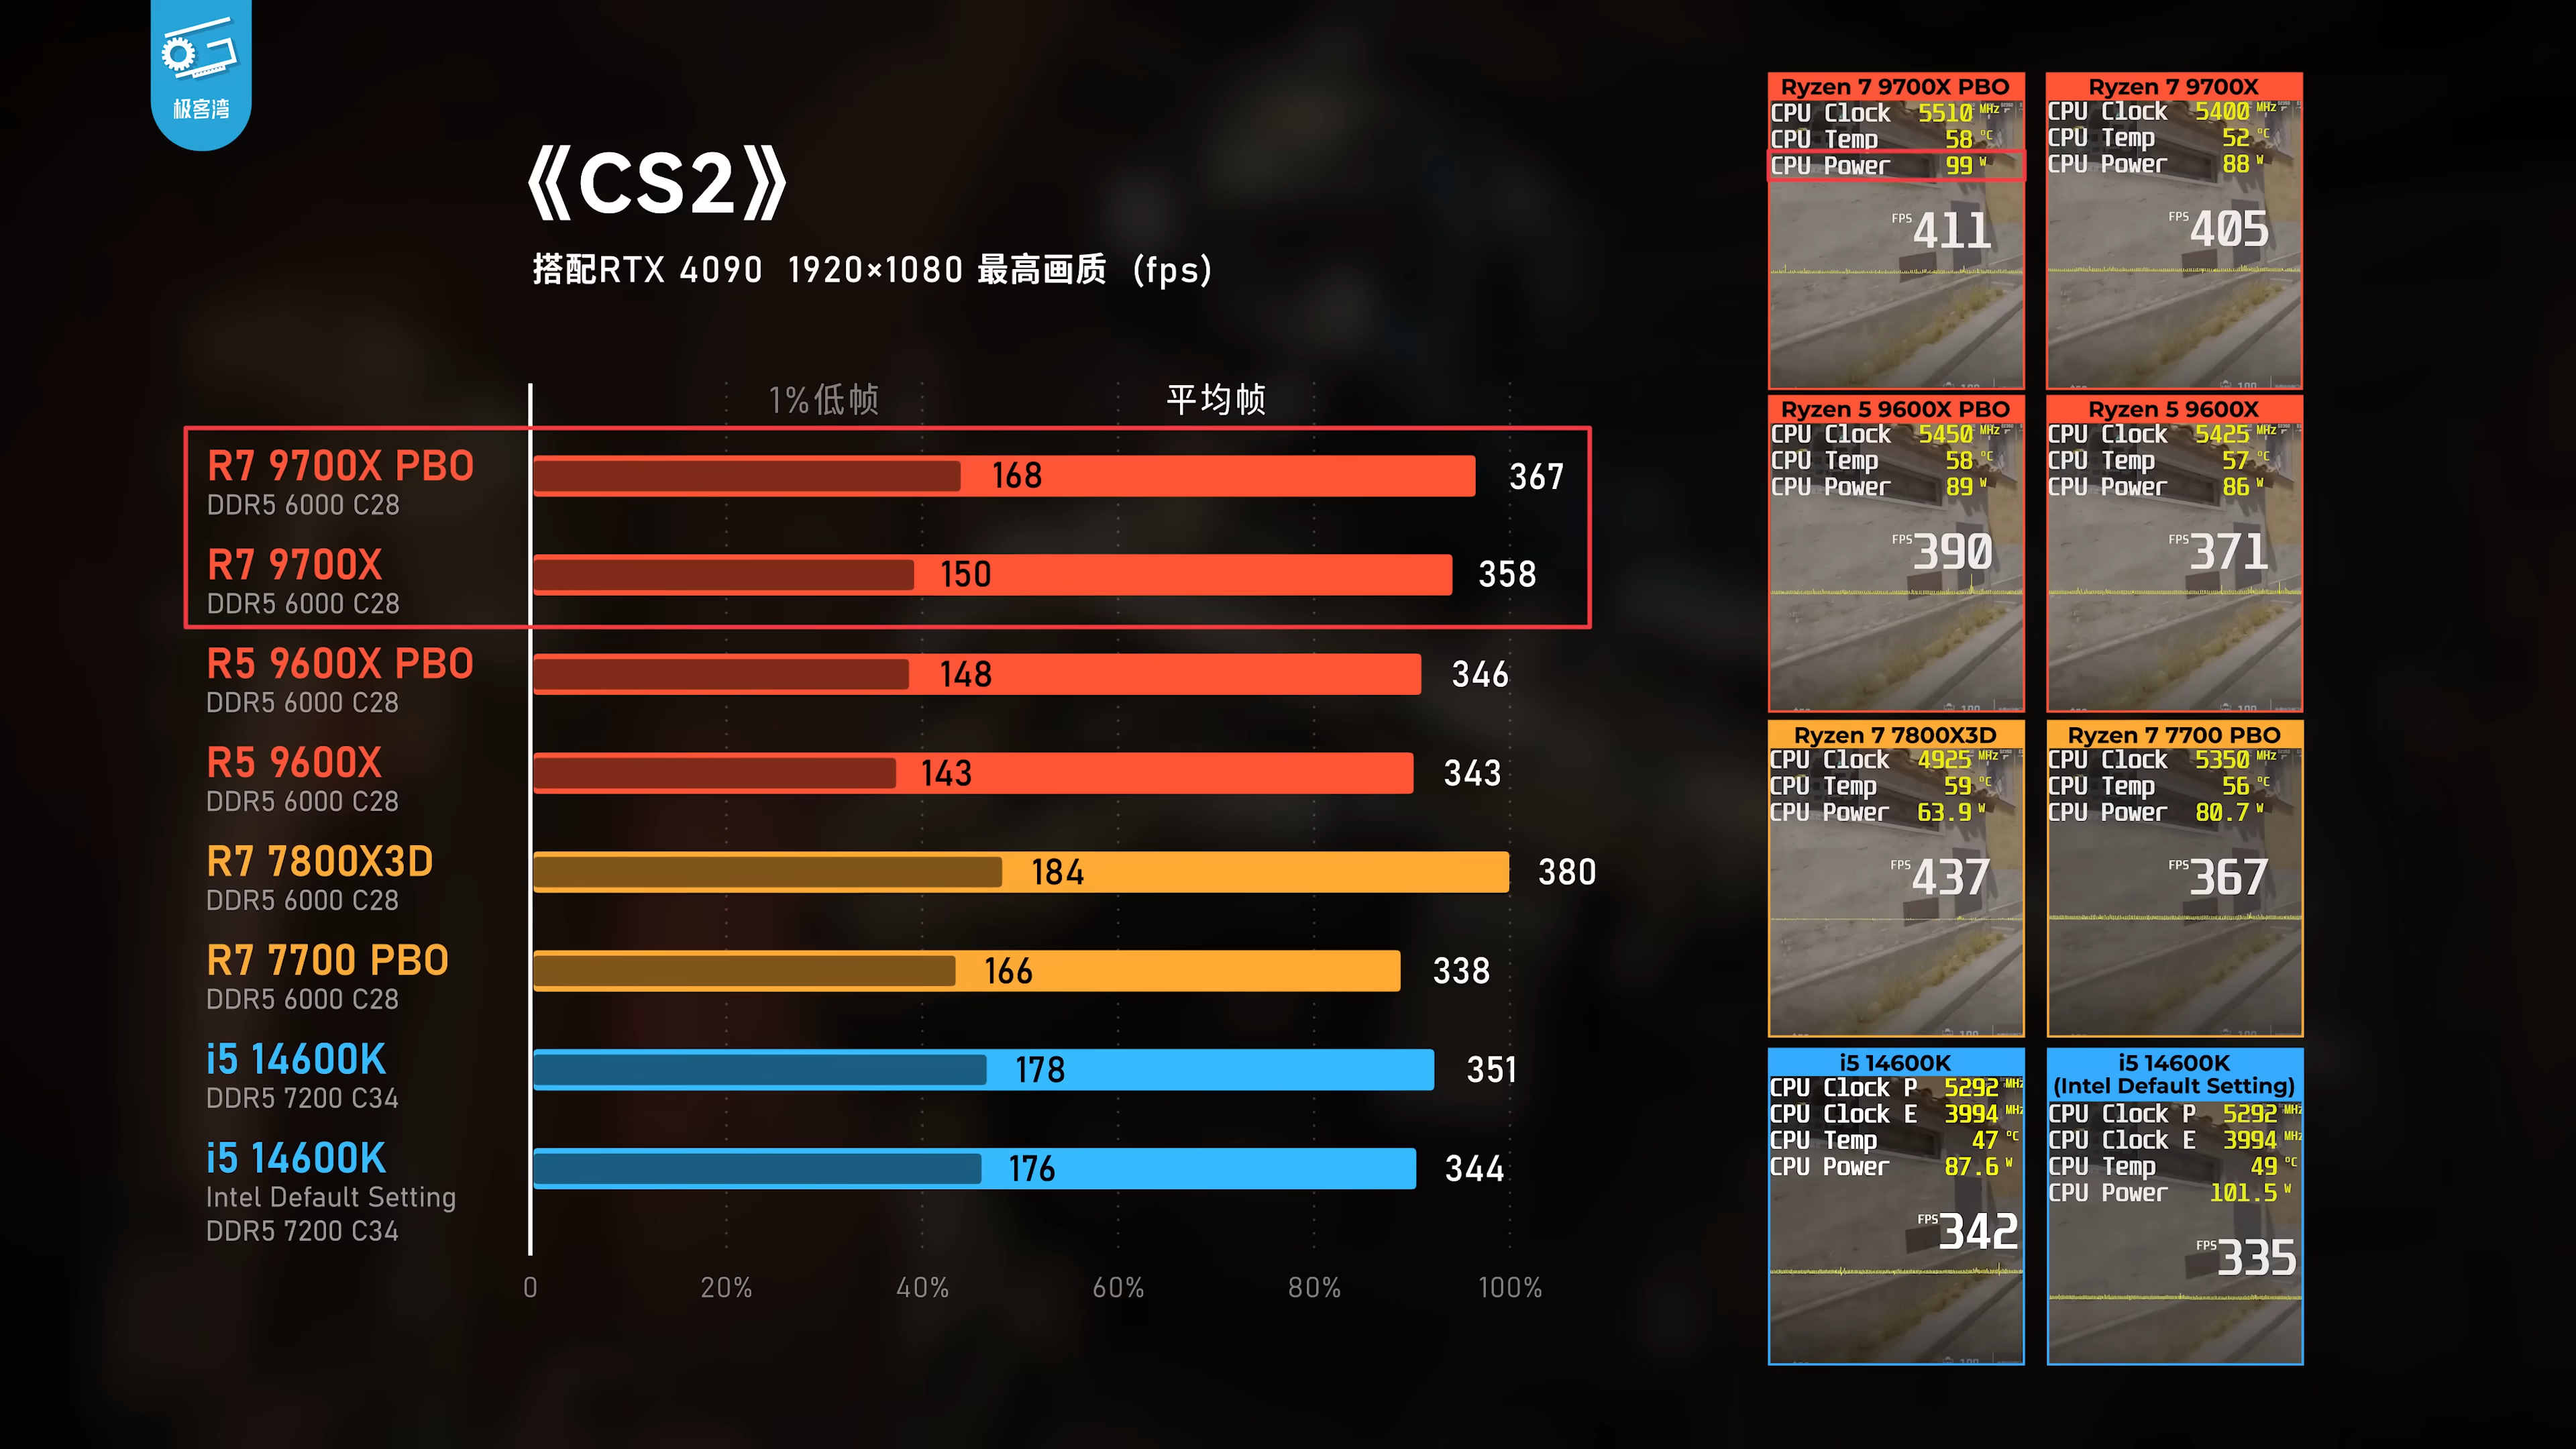 极客湾
《CS2》
搭配RTX 4090 1920×1080 最高画质 (fps)
1%低帧 平均帧
R7 9700X PBO
DDR5 6000 C28
168 367
R7 9700X
DDR5 6000 C28
150 358
R5 9600X PBO
DDR5 6000 C28
148 346
R5 9600X
DDR5 6000 C28
143 343
R7 7800X3D
DDR5 6000 C28
184 380
R7 7700 PBO
DDR5 6000 C28
166 338
i5 14600K
DDR5 7200 C34
178 351
i5 14600K
Intel Default Setting
DDR5 7200 C34
176 344
0 20% 40% 60% 80% 100%
Ryzen 7 9700X PBO
CPU Clock 5510 MHz
CPU Temp 58 °C
CPU Power 99 W
FPS 411
Ryzen 7 9700X
CPU Clock 5400 MHz
CPU Temp 52 °C
CPU Power 88 W
FPS 405
Ryzen 5 9600X PBO
CPU Clock 5450 MHz
CPU Temp 58 °C
CPU Power 89 W
FPS 390
Ryzen 5 9600X
CPU Clock 5425 MHz
CPU Temp 57 °C
CPU Power 86 W
FPS 371
Ryzen 7 7800X3D
CPU Clock 4925 MHz
CPU Temp 59 °C
CPU Power 63.9 W
FPS 437
Ryzen 7 7700 PBO
CPU Clock 5350 MHz
CPU Temp 56 °C
CPU Power 80.7 W
FPS 367
i5 14600K
CPU Clock P 5292 MHz
CPU Clock E 3994 MHz
CPU Temp 47 °C
CPU Power 87.6 W
FPS 342
i5 14600K
(Intel Default Setting)
CPU Clock P 5292 MHz
CPU Clock E 3994 MHz
CPU Temp 49 °C
CPU Power 101.5 W
FPS 335